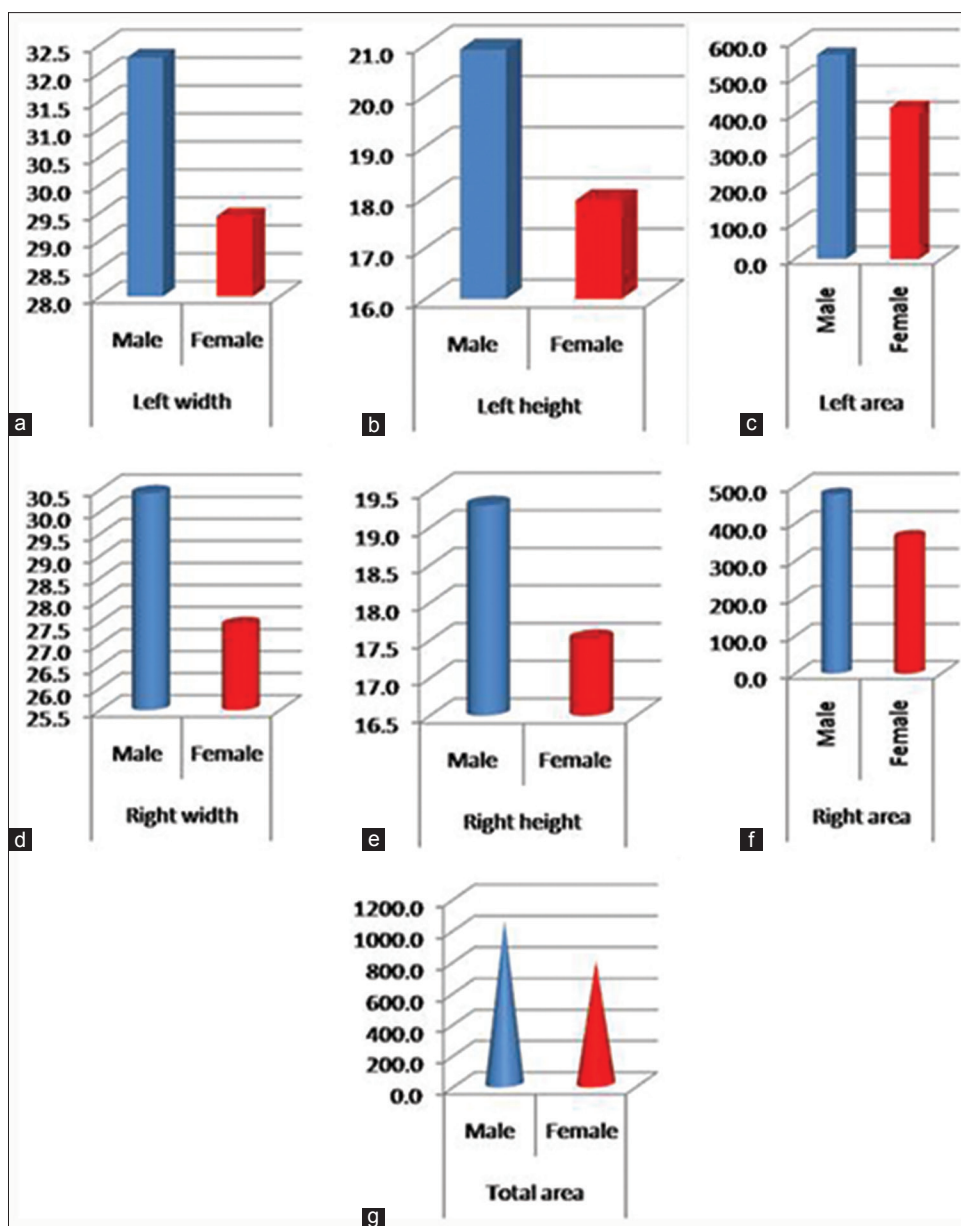 32.5
32.0
31.5
31.0
30.5
30.0
29.5
29.0
28.5
28.0
Male Female
Left width
a
21.0
20.0
19.0
18.0
17.0
16.0
Male Female
Left height
b
600.0
500.0
400.0
300.0
200.0
100.0
0.0
Male Female
Left area
c
30.5
30.0
29.5
29.0
28.5
28.0
27.5
27.0
26.5
26.0
25.5
Male Female
Right width
d
19.5
19.0
18.5
18.0
17.5
17.0
16.5
Male Female
Right height
e
500.0
400.0
300.0
200.0
100.0
0.0
Male Female
Right area
f
1200.0
1000.0
800.0
600.0
400.0
200.0
0.0
Male Female
Total area
g